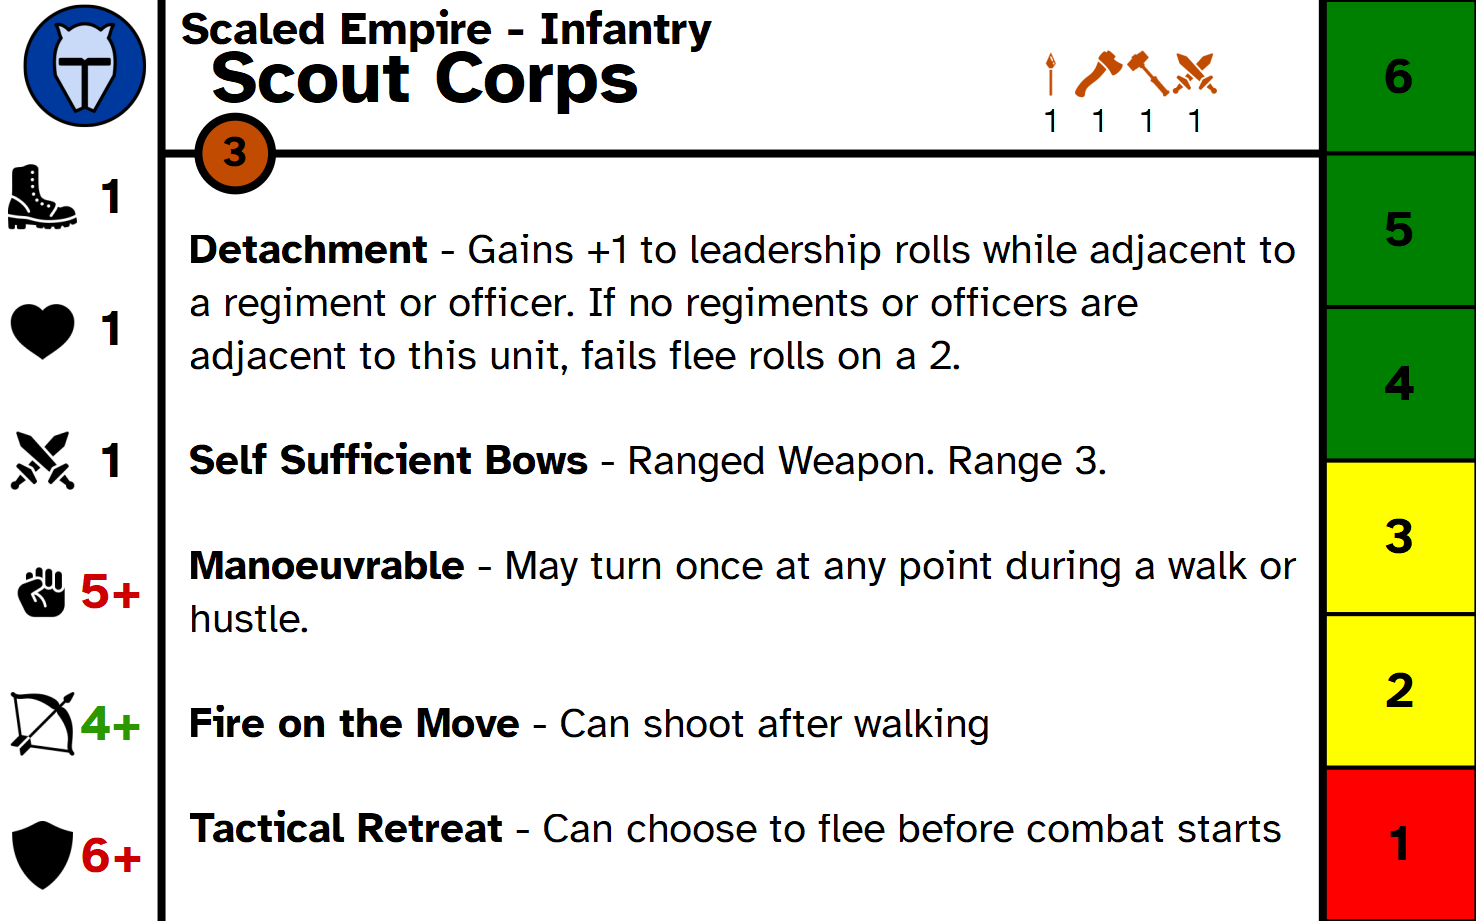 Scaled Empire - Infantry
Scout Corps
1 1 1 1
3
1
1
1
5+
4+
6+
Detachment - Gains +1 to leadership rolls while adjacent to
a regiment or officer. If no regiments or officers are
adjacent to this unit, fails flee rolls on a 2.
Self Sufficient Bows - Ranged Weapon. Range 3.
Manoeuvrable - May turn once at any point during a walk or
hustle.
Fire on the Move - Can shoot after walking
Tactical Retreat - Can choose to flee before combat starts
6
5
4
3
2
1